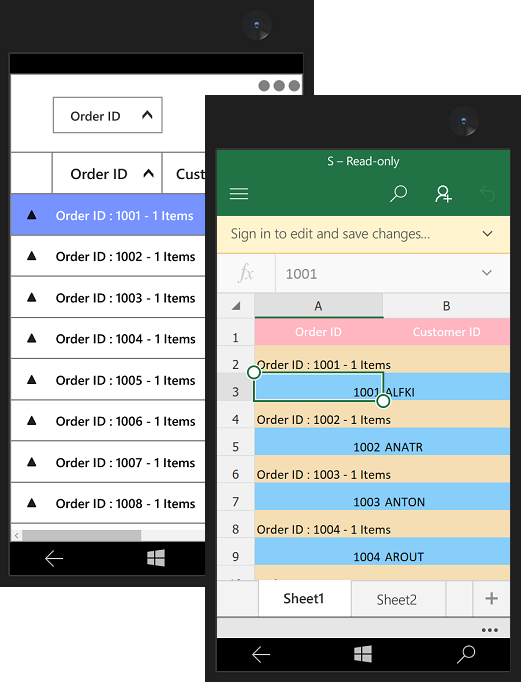 Order ID
Order ID Cust
Order ID : 1001 - 1 Items
Order ID : 1002 - 1 Items
Order ID : 1003 - 1 Items
Order ID : 1004 - 1 Items
Order ID : 1005 - 1 Items
Order ID : 1006 - 1 Items
Order ID : 1007 - 1 Items
Order ID : 1008 - 1 Items
S – Read-only
Sign in to edit and save changes...
fx 1001
A B
1 Order ID Customer ID
2 Order ID : 1001 - 1 Items
3 1001 ALFKI
4 Order ID : 1002 - 1 Items
5 1002 ANATR
6 Order ID : 1003 - 1 Items
7 1003 ANTON
8 Order ID : 1004 - 1 Items
9 1004 AROUT
Sheet1 Sheet2 +